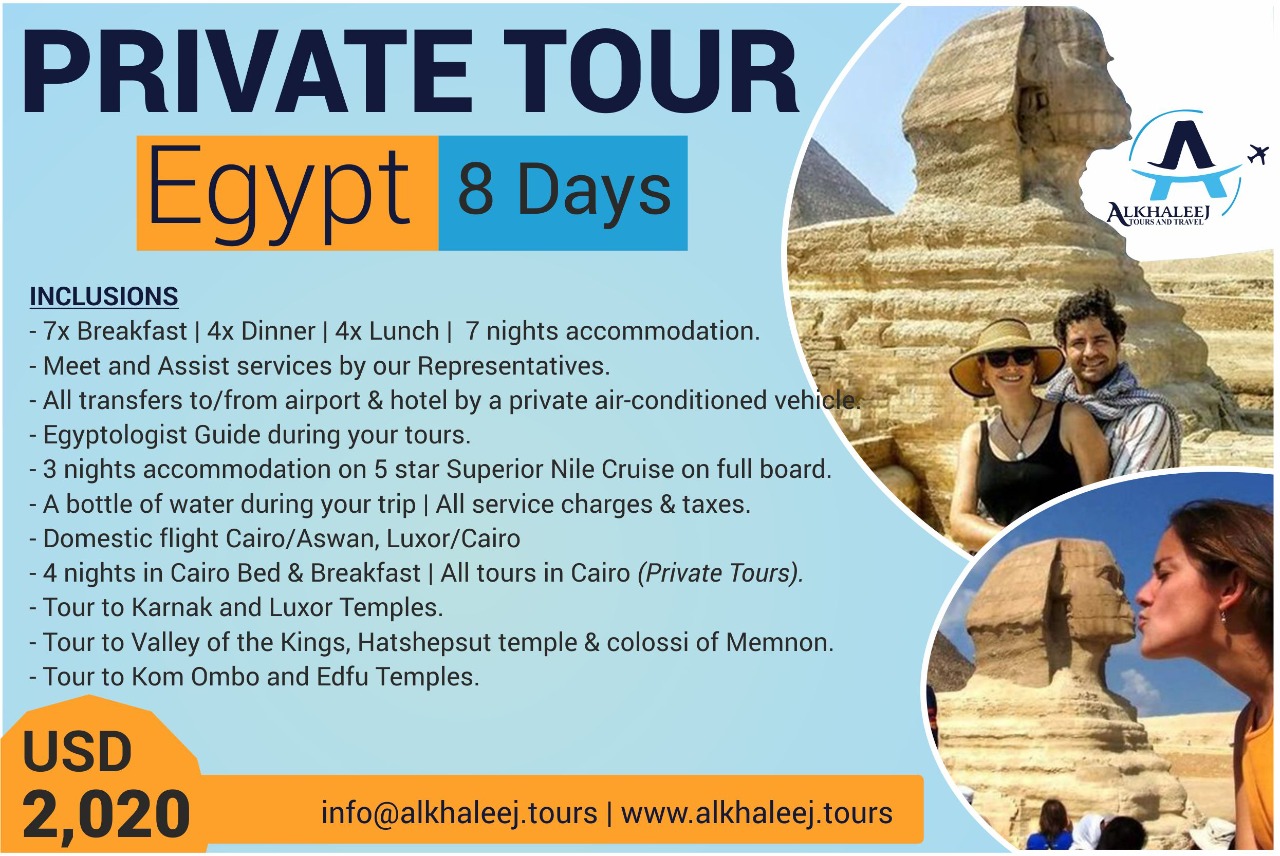 PRIVATE TOUR
Egypt 8 Days
ALKHALEEJ
TOURS AND TRAVEL
INCLUSIONS
- 7x Breakfast | 4x Dinner | 4x Lunch | 7 nights accommodation.
- Meet and Assist services by our Representatives.
- All transfers to/from airport & hotel by a private air-conditioned vehicle.
- Egyptologist Guide during your tours.
- 3 nights accommodation on 5 star Superior Nile Cruise on full board.
- A bottle of water during your trip | All service charges & taxes.
- Domestic flight Cairo/Aswan, Luxor/Cairo
- 4 nights in Cairo Bed & Breakfast | All tours in Cairo (Private Tours).
- Tour to Karnak and Luxor Temples.
- Tour to Valley of the Kings, Hatshepsut temple & colossi of Memnon.
- Tour to Kom Ombo and Edfu Temples.
USD
2,020
info@alkhaleej.tours | www.alkhaleej.tours